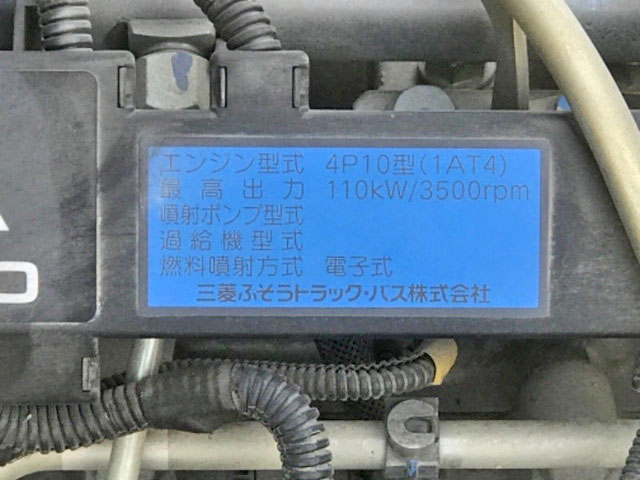 エンジン型式 4P10型(1AT4)
最高出力 110kW/3500rpm
噴射ポンプ型式
過給機型式
燃料噴射方式 電子式
三菱ふそうトラック・バス株式会社